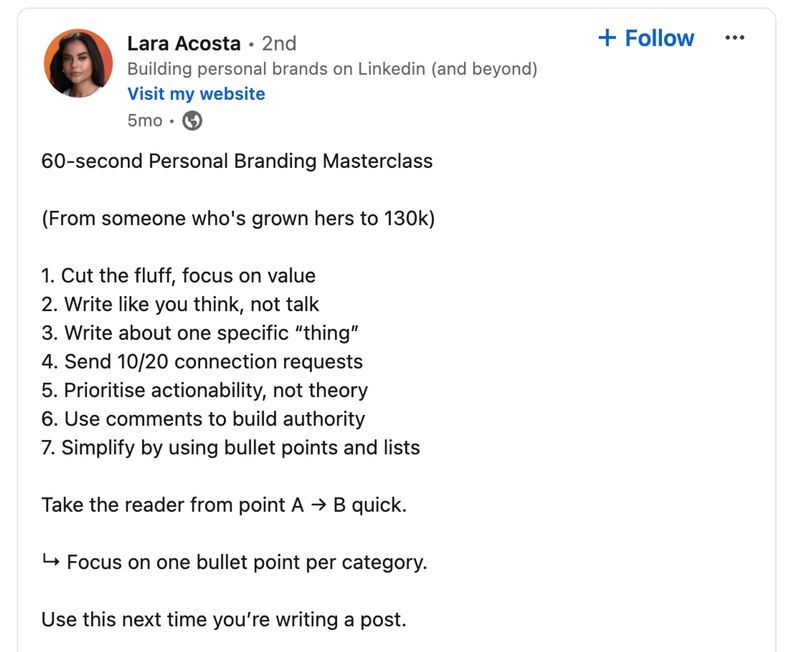 Lara Acosta • 2nd
+ Follow
Building personal brands on Linkedin (and beyond)
Visit my website
5mo •
60-second Personal Branding Masterclass
(From someone who's grown hers to 130k)
1. Cut the fluff, focus on value
2. Write like you think, not talk
3. Write about one specific “thing”
4. Send 10/20 connection requests
5. Prioritise actionability, not theory
6. Use comments to build authority
7. Simplify by using bullet points and lists
Take the reader from point A → B quick.
↳ Focus on one bullet point per category.
Use this next time you’re writing a post.